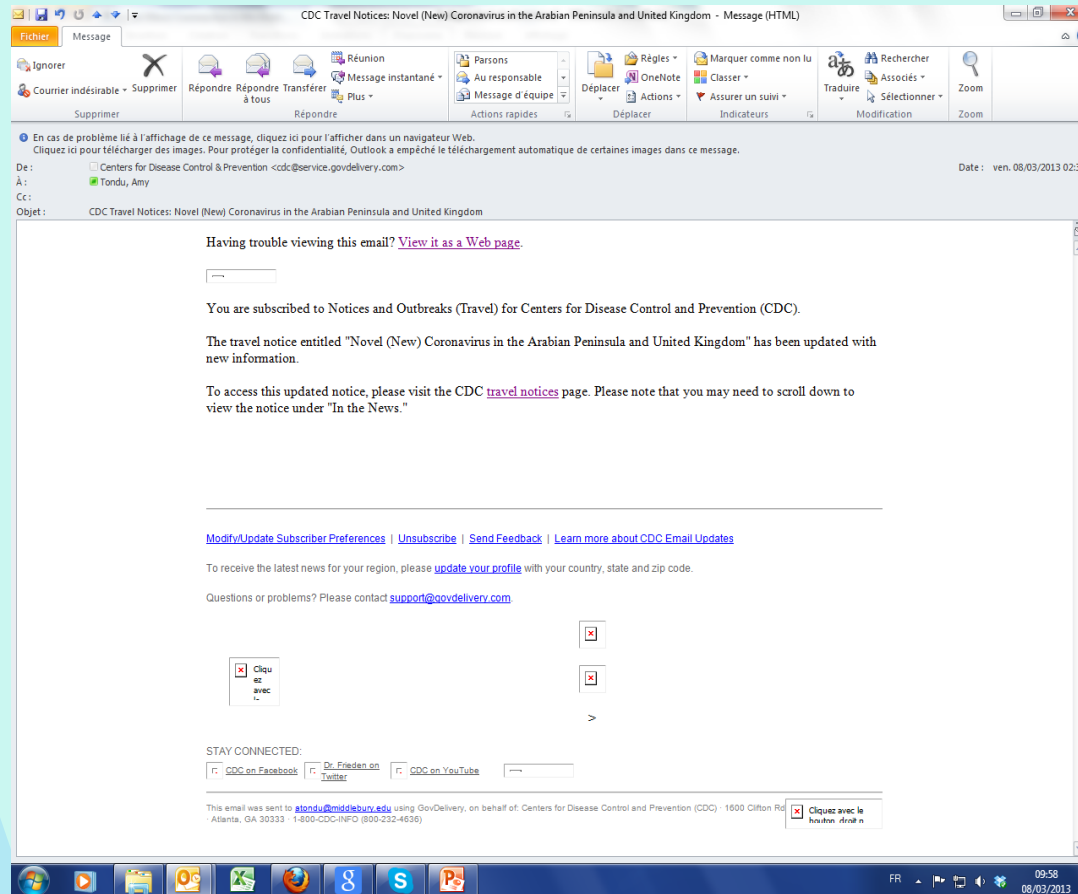 CDC Travel Notices: Novel (New) Coronavirus in the Arabian Peninsula and United Kingdom - Message (HTML)
Fichier Message
Ignorer
Courrier indésirable
Supprimer
Supprimer
Répondre
Répondre à tous
Transférer
Réunion
Message instantané
Plus
Répondre
Parsons
Au responsable
Message d'équipe
Actions rapides
Déplacer
Règles
OneNote
Actions
Déplacer
Marquer comme non lu
Classer
Assurer un suivi
Indicateurs
Traduire
Rechercher
Associés
Sélectionner
Modification
Zoom
Zoom
En cas de problème lié à l'affichage de ce message, cliquez ici pour l'afficher dans un navigateur Web.
Cliquez ici pour télécharger des images. Pour protéger la confidentialité, Outlook a empêché le téléchargement automatique de certaines images dans ce message.
De : Centers for Disease Control & Prevention <cdc@service.govdelivery.com> Date : ven. 08/03/2013
À : Tondu, Amy
Cc :
Objet : CDC Travel Notices: Novel (New) Coronavirus in the Arabian Peninsula and United Kingdom
Having trouble viewing this email? View it as a Web page.
You are subscribed to Notices and Outbreaks (Travel) for Centers for Disease Control and Prevention (CDC).
The travel notice entitled "Novel (New) Coronavirus in the Arabian Peninsula and United Kingdom" has been updated with
new information.
To access this updated notice, please visit the CDC travel notices page. Please note that you may need to scroll down to
view the notice under "In the News."
Modify/Update Subscriber Preferences | Unsubscribe | Send Feedback | Learn more about CDC Email Updates
To receive the latest news for your region, please update your profile with your country, state and zip code.
Questions or problems? Please contact support@govdelivery.com.
Cliqu
ez
avec
>
STAY CONNECTED:
CDC on Facebook Dr. Frieden on Twitter CDC on YouTube
This email was sent to atondu@middlebury.edu using GovDelivery, on behalf of: Centers for Disease Control and Prevention (CDC) · 1600 Clifton Rd
· Atlanta, GA 30333 · 1-800-CDC-INFO (800-232-4636)
Cliquez avec le
bouton droit
FR 09:58
08/03/2013